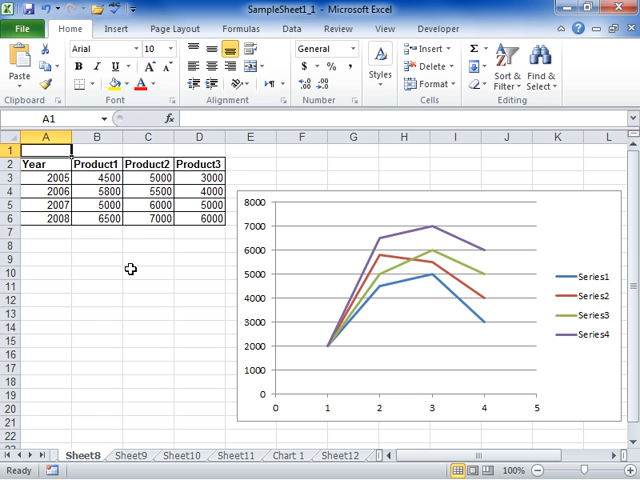 SampleSheet1_1 - Microsoft Excel
File Home Insert Page Layout Formulas Data Review View Developer
Paste
Clipboard
Arial 10
B I U A A
Font
Alignment
General
$ % ,
Number
Styles
Insert
Delete
Format
Cells
Σ
Sort & Filter
Find & Select
Editing
A1 fx
A B C D E F G H I J K L
1
2 Year Product1 Product2 Product3
3 2005 4500 5000 3000
4 2006 5800 5500 4000
5 2007 5000 6000 5000
6 2008 6500 7000 6000
7
8
9
10
11
12
13
14
15
16
17
18
19
20
21
22
8000
7000
6000
5000
4000
3000
2000
1000
0
0 1 2 3 4 5
Series1
Series2
Series3
Series4
Sheet8 Sheet9 Sheet10 Sheet11 Chart 1 Sheet12
Ready 100%